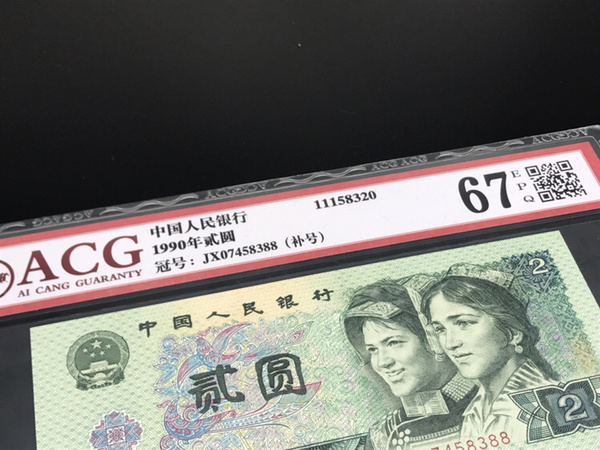 ACG
AI CANG GUARANTY
中国人民银行
1990年贰圆
冠号：JX07458388（补号）
11158320
67
EPQ
中国人民银行
2
贰圆
2
7458388